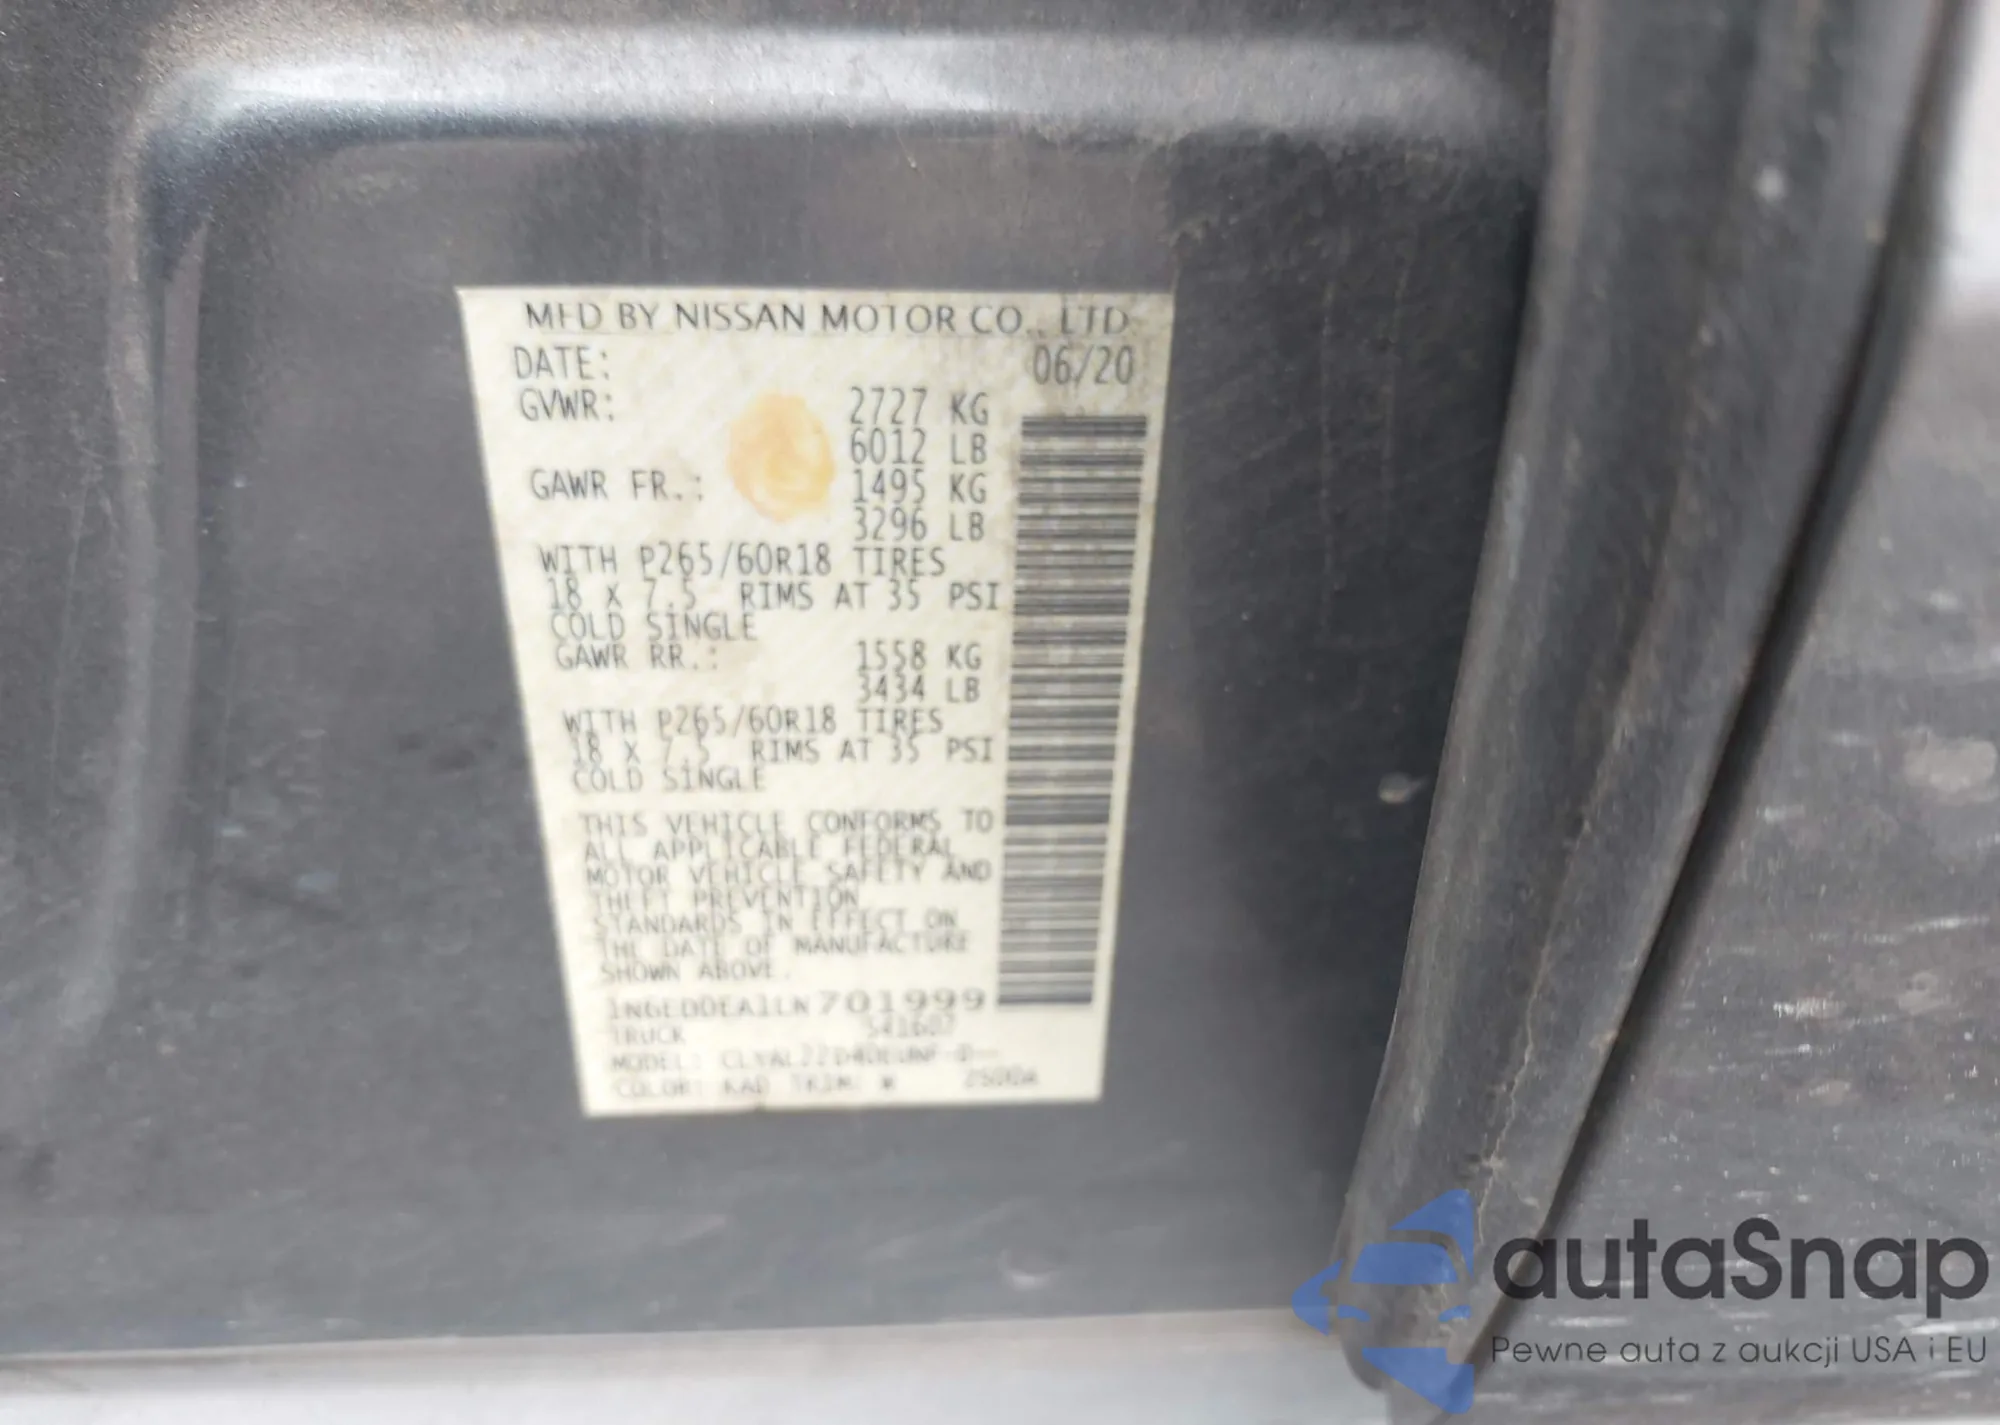 MFD BY NISSAN MOTOR CO., LTD.
DATE: 06/20
GVWR: 2727 KG
6012 LB
GAWR FR.: 1495 KG
3296 LB
WITH P265/60R18 TIRES
18 X 7.5 RIMS AT 35 PSI
COLD SINGLE
GAWR RR.: 1558 KG
3434 LB
WITH P265/60R18 TIRES
18 X 7.5 RIMS AT 35 PSI
COLD SINGLE
THIS VEHICLE CONFORMS TO
ALL APPLICABLE FEDERAL
MOTOR VEHICLE SAFETY AND
THEFT PREVENTION
STANDARDS IN EFFECT ON
THE DATE OF MANUFACTURE
SHOWN ABOVE.
1N6ED0EA1LN701999
TRUCK
MODEL:
COLOR: KAD TRIM: W
autaSnap
Pewne auta z aukcji USA i EU